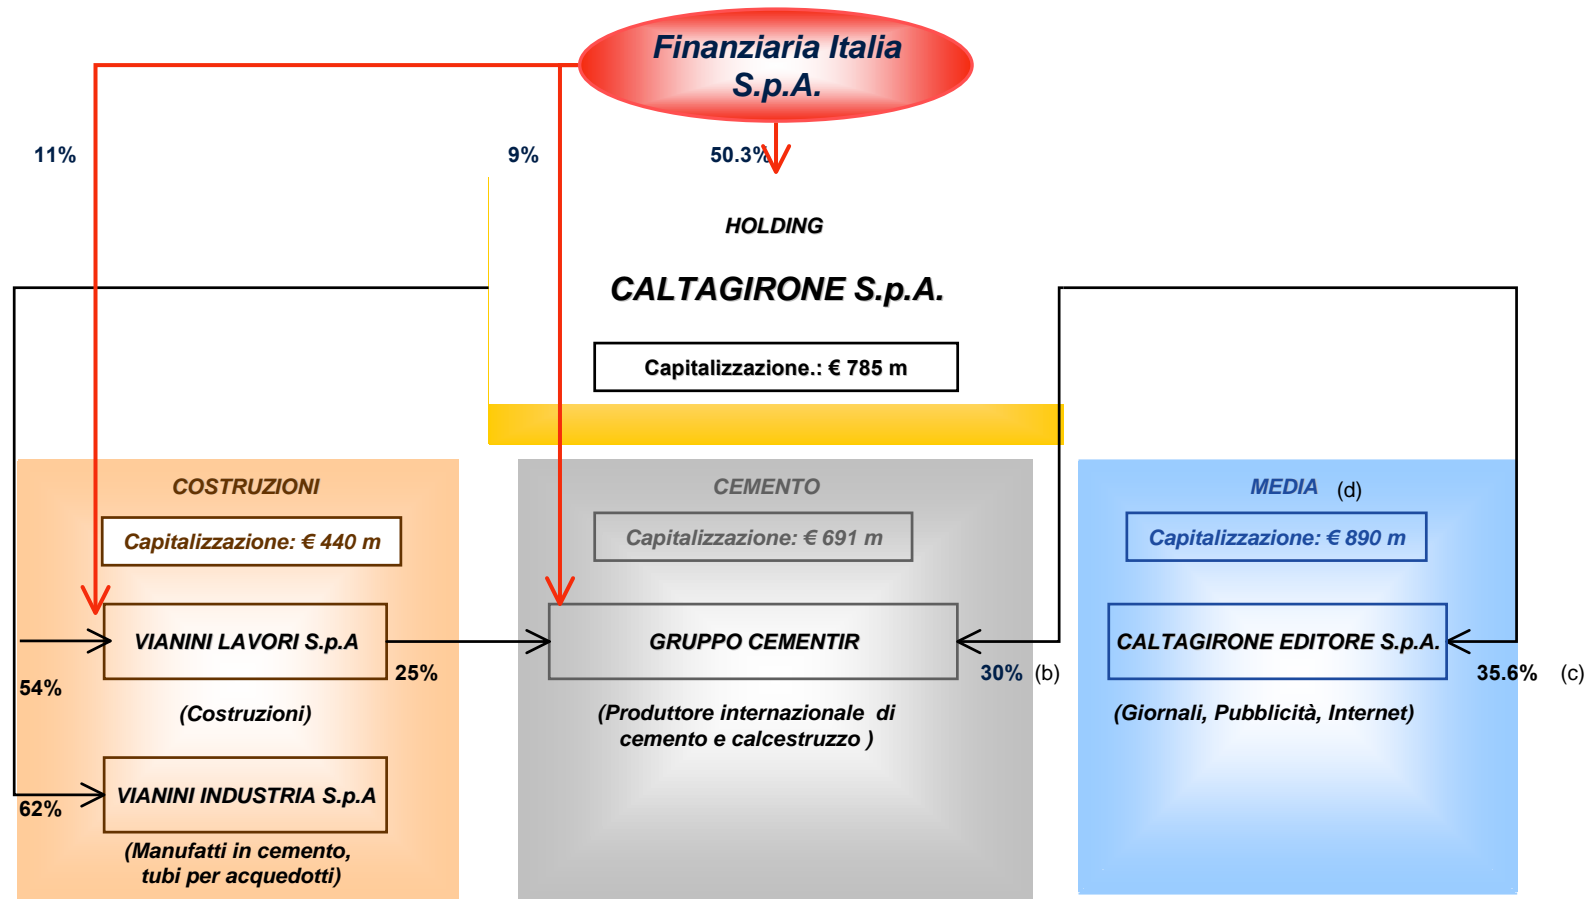 Finanziaria Italia
S.p.A.
11%
9%
50.3%
HOLDING
CALTAGIRONE S.p.A.
Capitalizzazione.: € 785 m
COSTRUZIONI
Capitalizzazione: € 440 m
VIANINI LAVORI S.p.A
54%
25%
(Costruzioni)
VIANINI INDUSTRIA S.p.A
62%
(Manufatti in cemento,
tubi per acquedotti)
CEMENTO
Capitalizzazione: € 691 m
GRUPPO CEMENTIR
30% (b)
(Produttore internazionale di
cemento e calcestruzzo )
MEDIA (d)
Capitalizzazione: € 890 m
CALTAGIRONE EDITORE S.p.A.
35.6% (c)
(Giornali, Pubblicità, Internet)